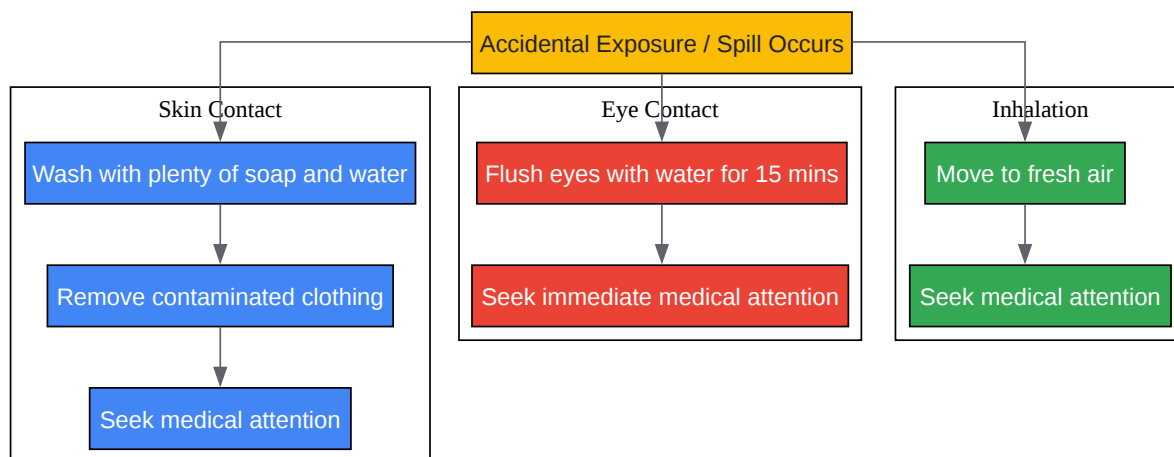 Accidental Exposure / Spill Occurs
Skin Contact
Wash with plenty of soap and water
Remove contaminated clothing
Seek medical attention
Eye Contact
Flush eyes with water for 15 mins
Seek immediate medical attention
Inhalation
Move to fresh air
Seek medical attention